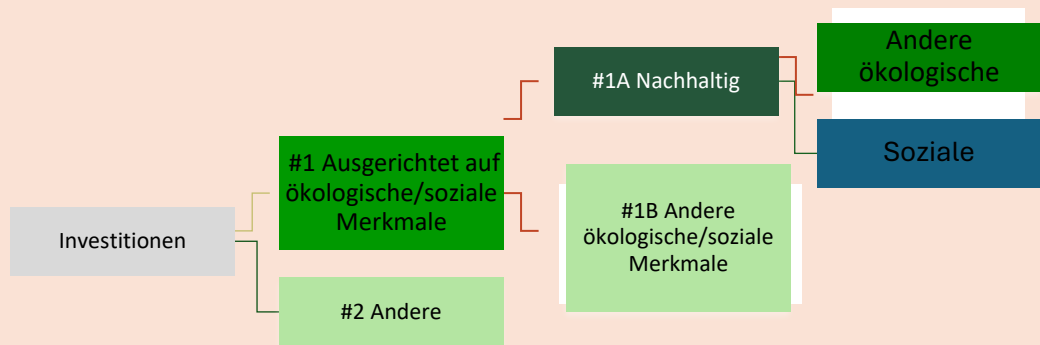 Investitionen
#1 Ausgerichtet auf
ökologische/soziale
Merkmale
#2 Andere
#1A Nachhaltig
#1B Andere
ökologische/soziale
Merkmale
Andere
ökologische
Soziale